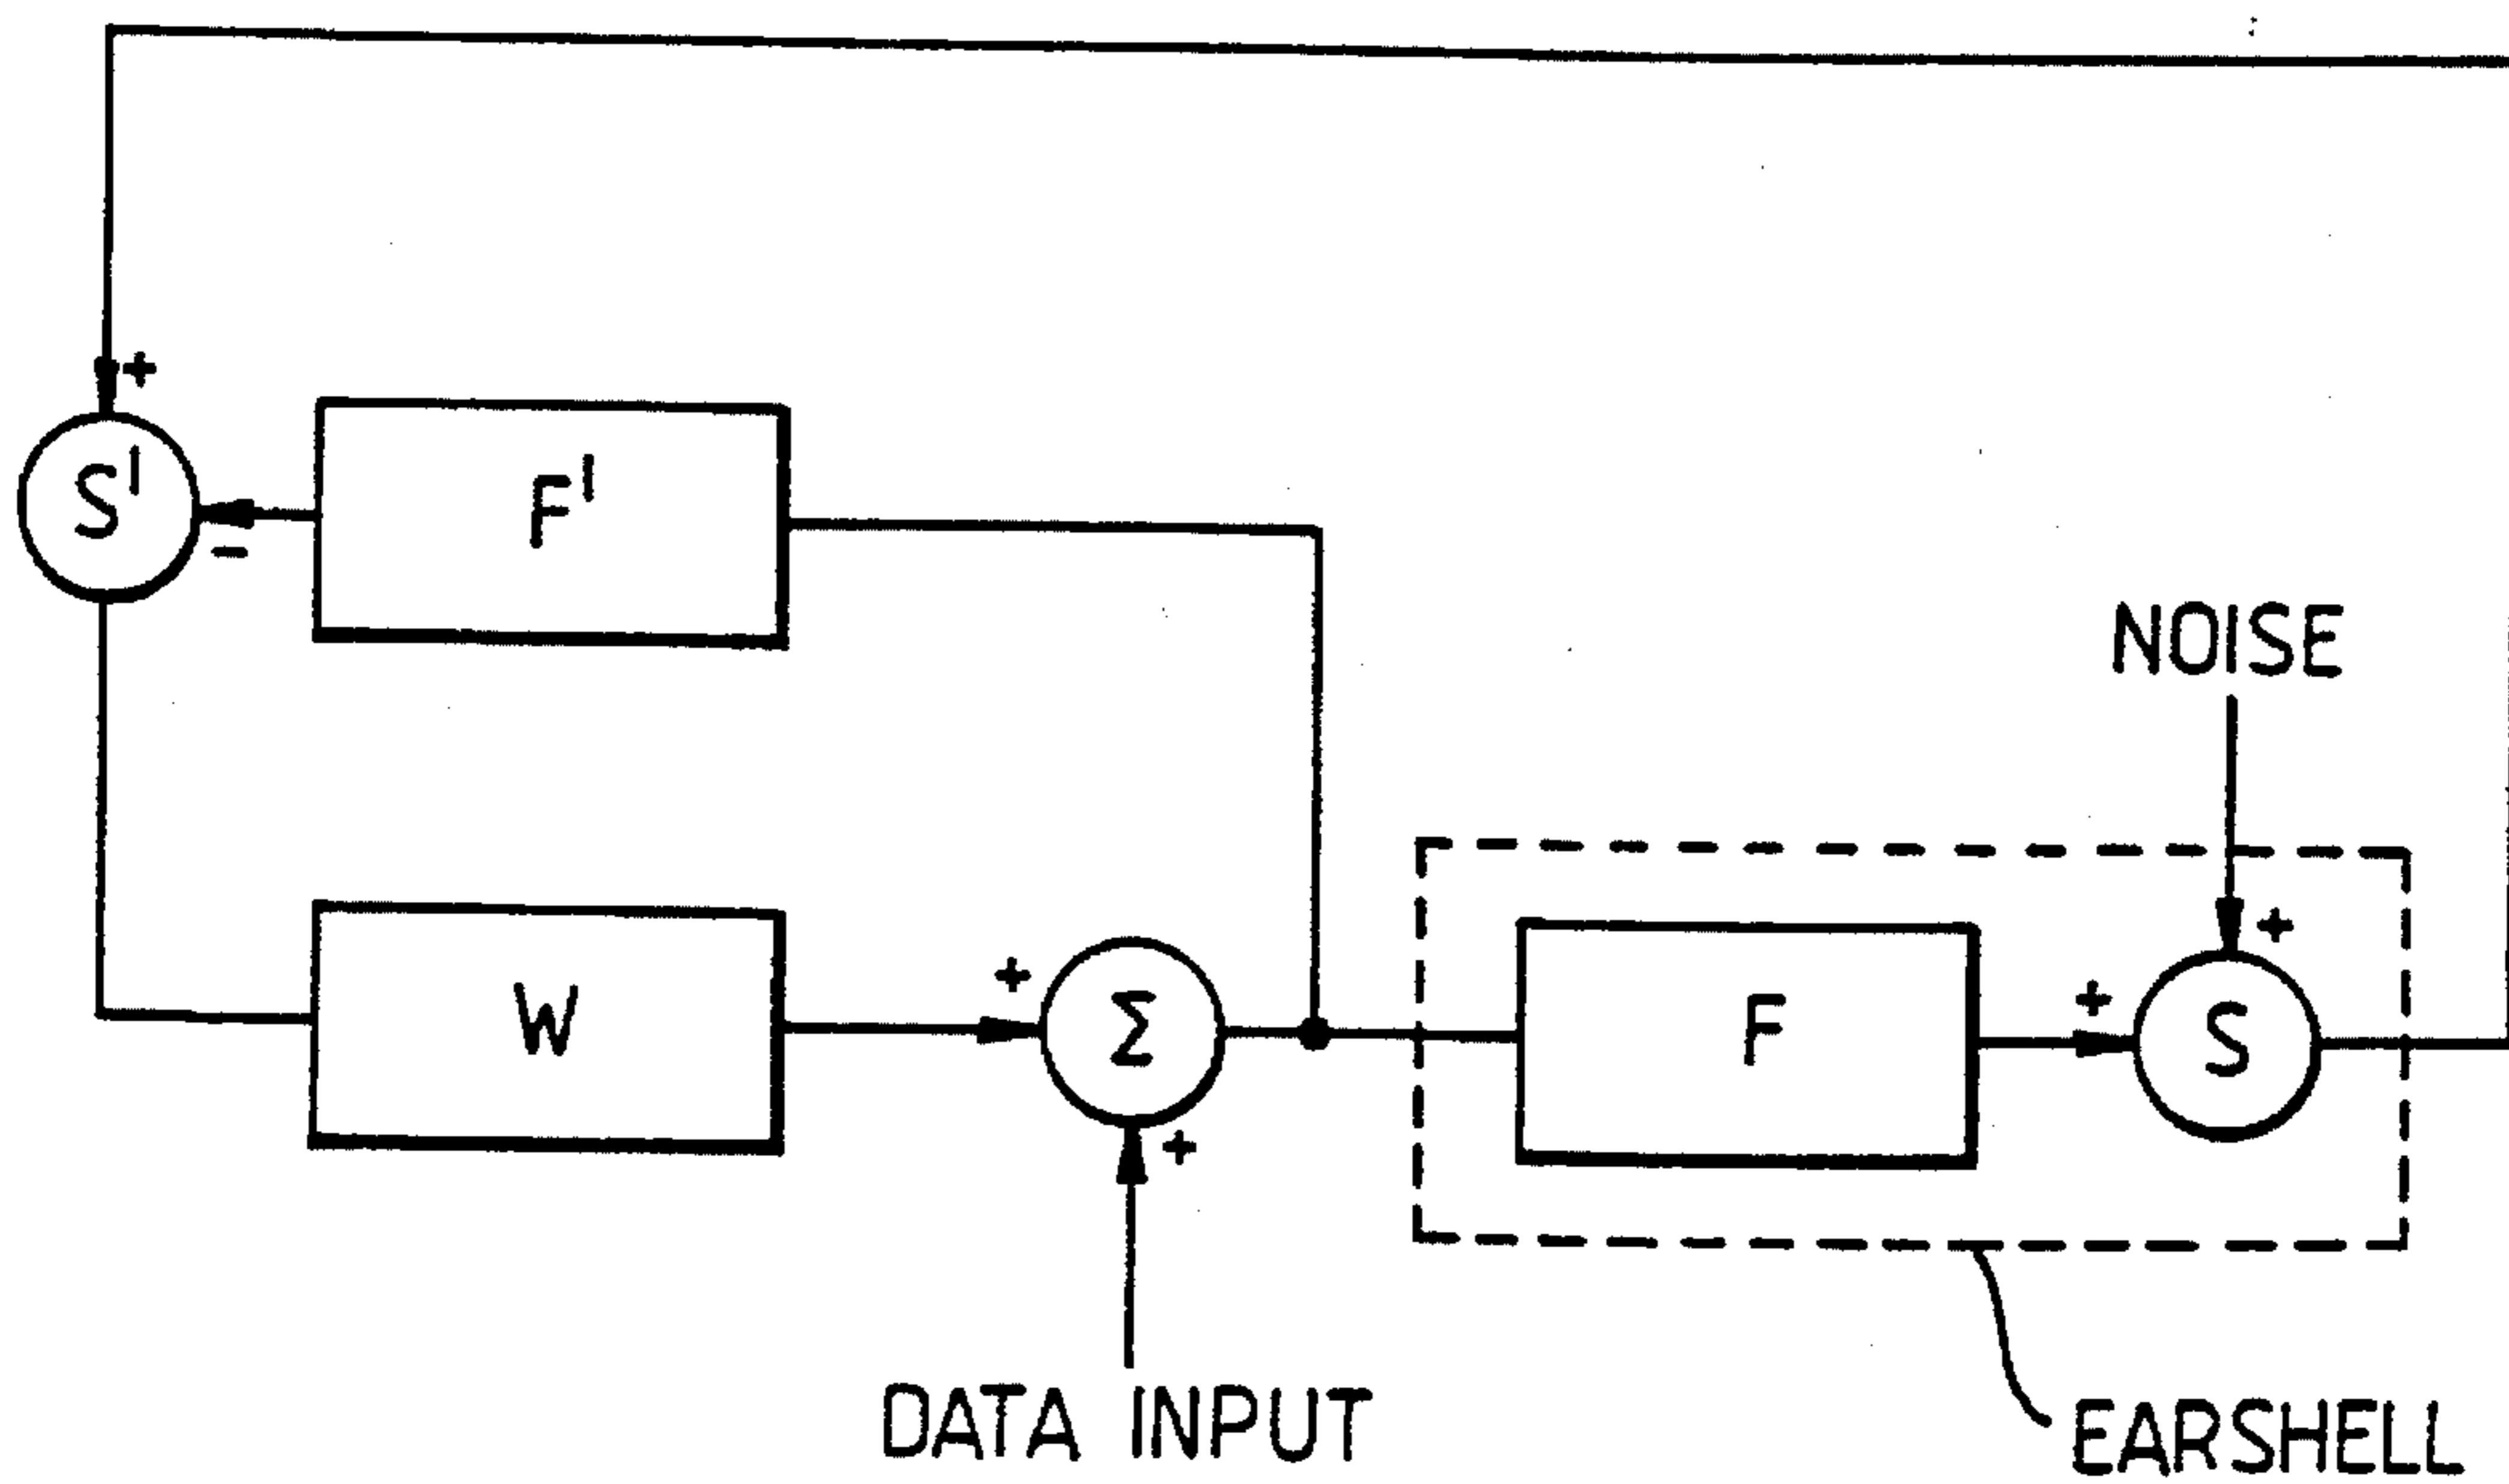 +
S'
F'
-
NOISE
+
W
+
Σ
+
F
+
S
DATA INPUT
EARSHELL